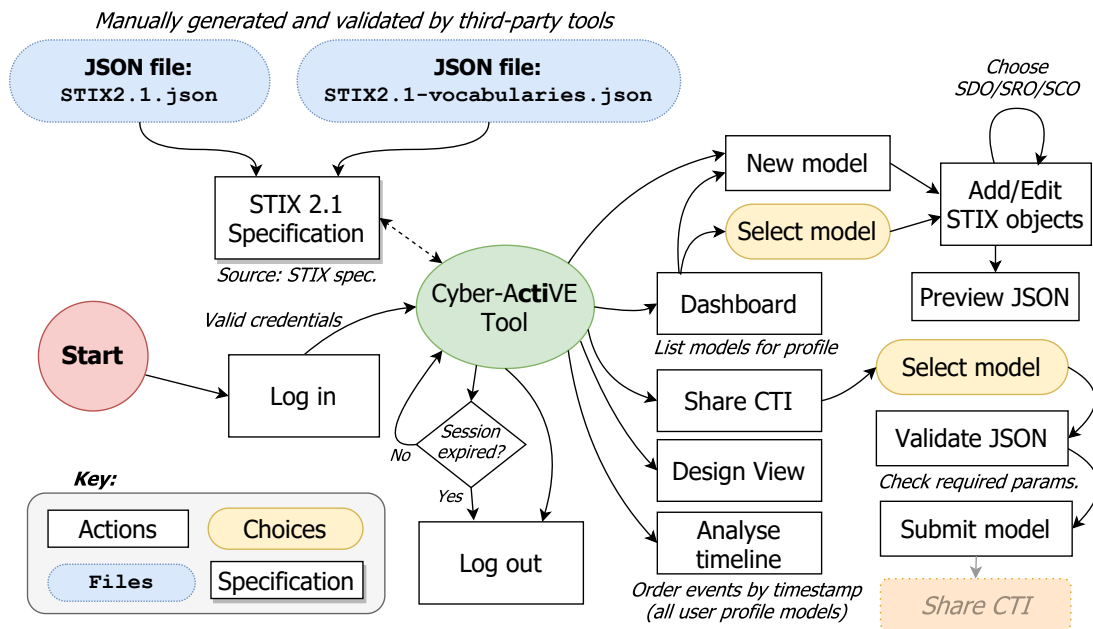 Manually generated and validated by third-party tools
JSON file:
STIX2.1.json
JSON file:
STIX2.1-vocabularies.json
Choose
SDO/SRO/SCO
STIX 2.1
Specification
Source: STIX spec.
New model
Select model
Add/Edit
STIX objects
Preview JSON
Start
Valid credentials
Log in
Cyber-ActiVE
Tool
Dashboard
List models for profile
Share CTI
Select model
Validate JSON
Check required params.
Submit model
Share CTI
Design View
Analyse
timeline
Order events by timestamp
(all user profile models)
Session
expired?
No
Yes
Log out
Key:
Actions
Choices
Files
Specification